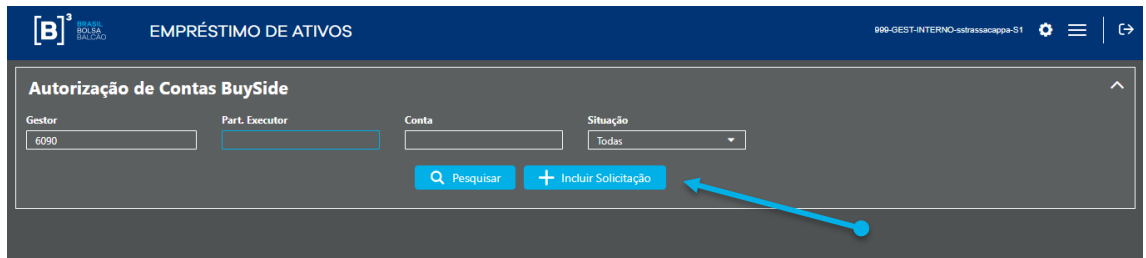 [B]³ BRASIL BOLSA BALCÃO EMPRÉSTIMO DE ATIVOS 999-GEST-INTERNO-sstrassacappa-S1
Autorização de Contas BuySide
Gestor Part. Executor Conta Situação
6090 Todas
Pesquisar Incluir Solicitação